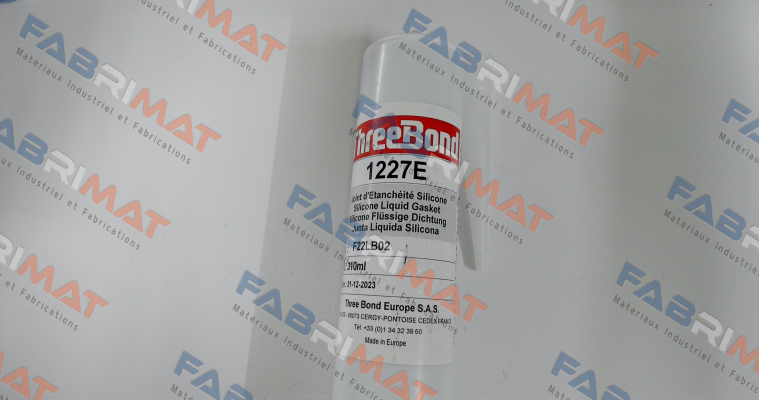 ThreeBond
1227E
Joint d'Etanchéité Silicone
Silicone Liquid Gasket
Silicone Flüssige Dichtung
Junta Liquida Silicona
F22LB02
310ml
31-12-2023
Three Bond Europe S.A.S.
CERGY-PONTOISE CEDEX FRANCE
Tél. +33 (0)1 34 32 39 60
Made in Europe
FABRIMAT
Matériaux Industriel et Fabrications